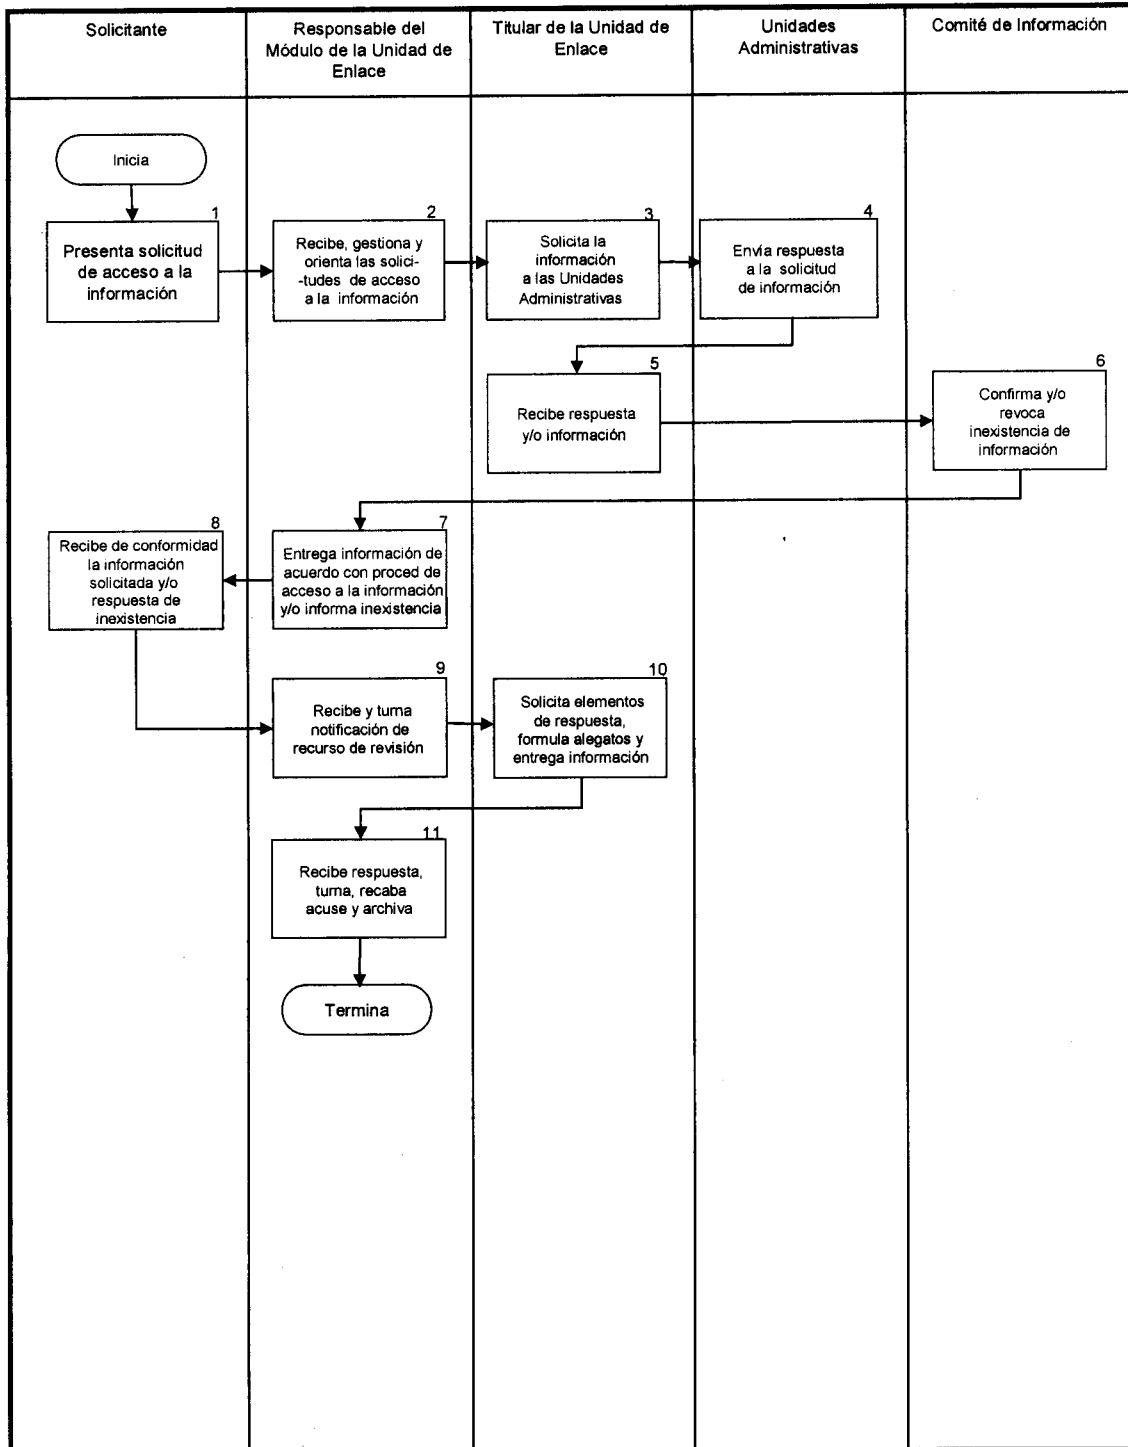 Solicitante
Responsable del
Módulo de la Unidad de
Enlace
Titular de la Unidad de
Enlace
Unidades
Administrativas
Comité de Información
Inicia
1
Presenta solicitud
de acceso a la
información
2
Recibe, gestiona y
orienta las solici-
-tudes de acceso
a la información
3
Solicita la
información
a las Unidades
Administrativas
4
Envía respuesta
a la solicitud
de información
5
Recibe respuesta
y/o información
6
Confirma y/o
revoca
inexistencia de
información
7
Entrega información de
acuerdo con proced de
acceso a la información
y/o informa inexistencia
8
Recibe de conformidad
la información
solicitada y/o
respuesta de
inexistencia
9
Recibe y turna
notificación de
recurso de revisión
10
Solicita elementos
de respuesta,
formula alegatos y
entrega información
11
Recibe respuesta,
turna, recaba
acuse y archiva
Termina